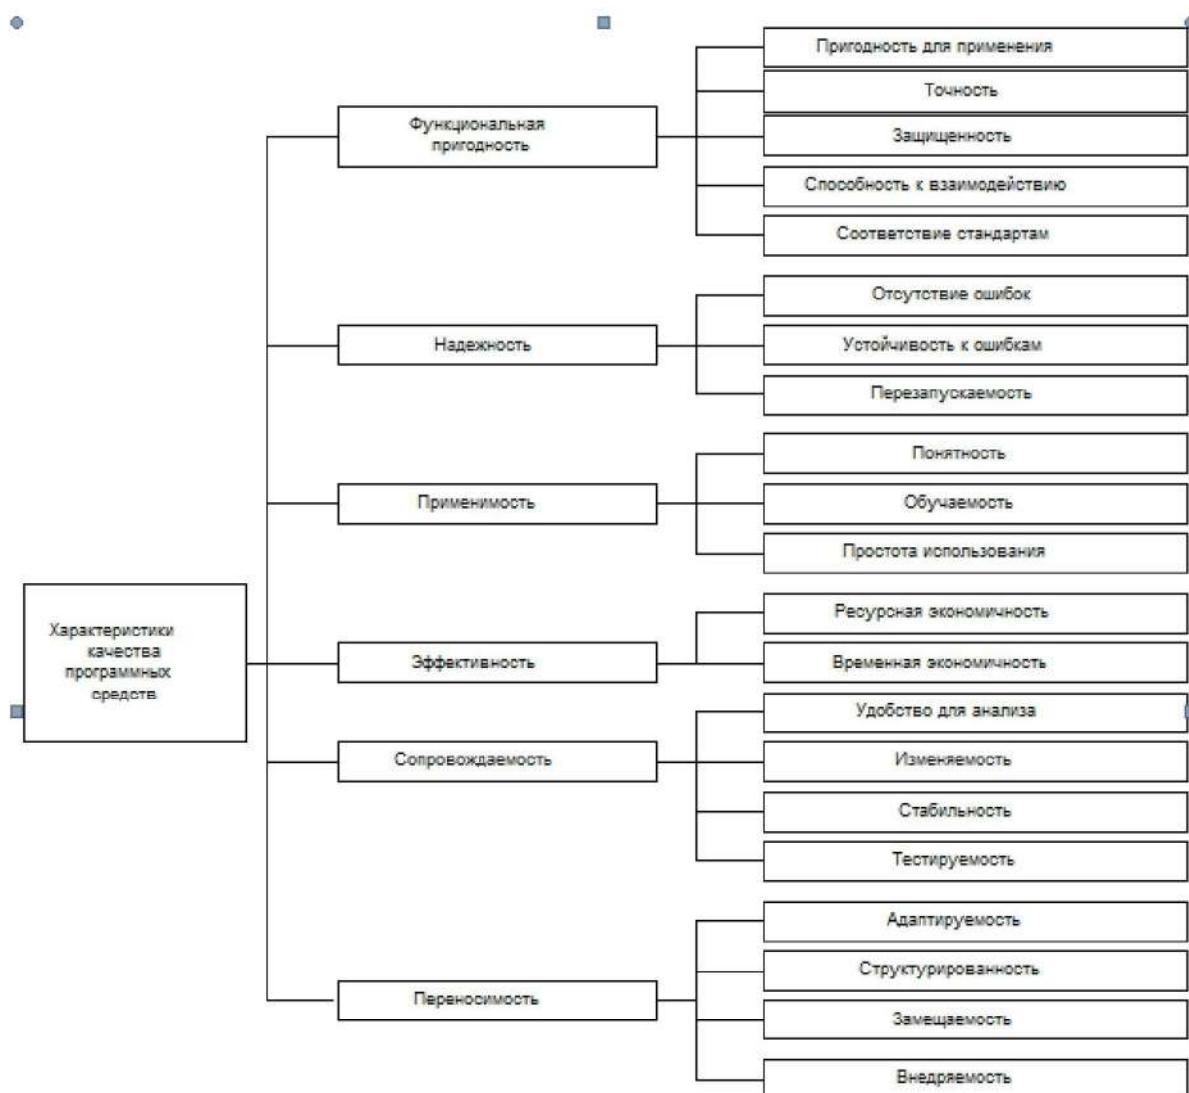 Характеристики
качества
программных
средств
Функциональная
пригодность
Пригодность для применения
Точность
Защищенность
Способность к взаимодействию
Соответствие стандартам
Надежность
Отсутствие ошибок
Устойчивость к ошибкам
Перезапускаемость
Применимость
Понятность
Обучаемость
Простота использования
Эффективность
Ресурсная экономичность
Временная экономичность
Сопровождаемость
Удобство для анализа
Изменяемость
Стабильность
Тестируемость
Переносимость
Адаптируемость
Структурированность
Замещаемость
Внедряемость